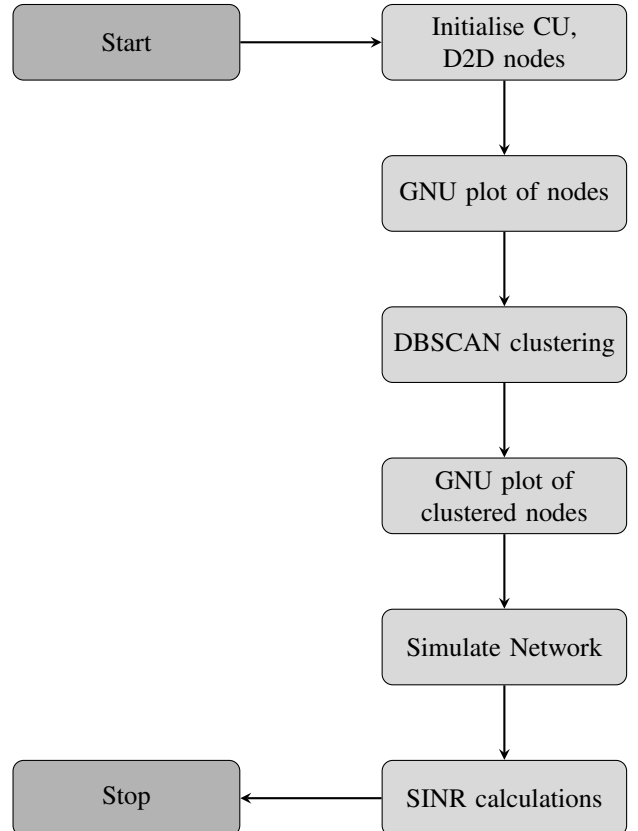 Start
Initialise CU,
D2D nodes
GNU plot of nodes
DBSCAN clustering
GNU plot of
clustered nodes
Simulate Network
SINR calculations
Stop